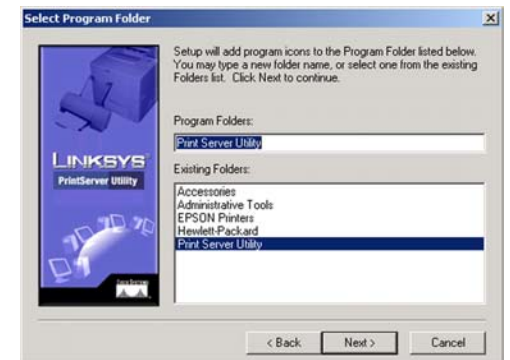 Select Program Folder
Setup will add program icons to the Program Folder listed below.
You may type a new folder name, or select one from the existing
Folders list. Click Next to continue.
Program Folders:
Print Server Utility
Existing Folders:
Accessories
Administrative Tools
EPSON Printers
Hewlett-Packard
Print Server Utility
LINKSYS
PrintServer Utility
< Back
Next >
Cancel